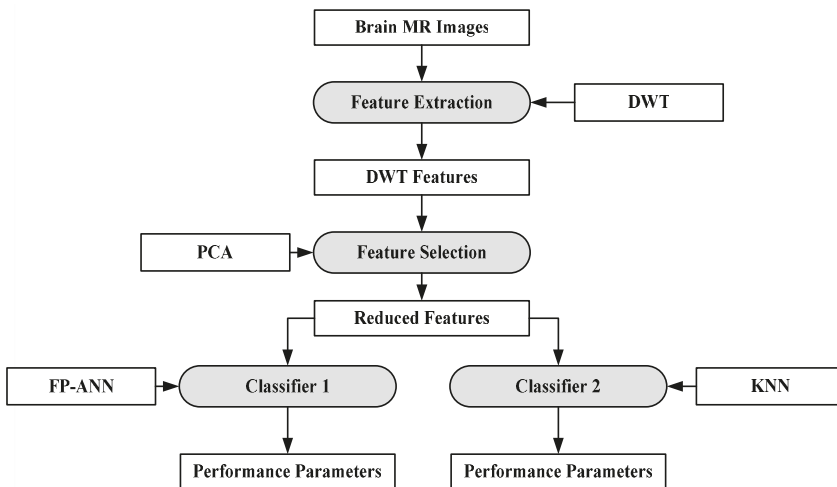 Brain MR Images
Feature Extraction
DWT
DWT Features
PCA
Feature Selection
Reduced Features
FP-ANN
Classifier 1
Classifier 2
KNN
Performance Parameters
Performance Parameters